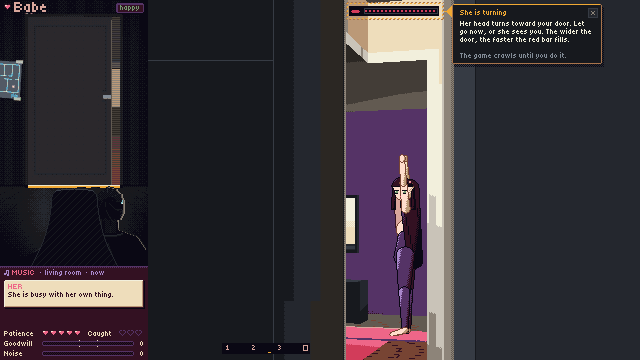 Babe
happy
She is turning
Her head turns toward your door. Let
go now, or she sees you. The wider the
door, the faster the red bar fills.
The game crawls until you do it.
MUSIC · living room · now
HER
She is busy with her own thing.
Patience
Caught
Goodwill 0
Noise 0
1 2 3